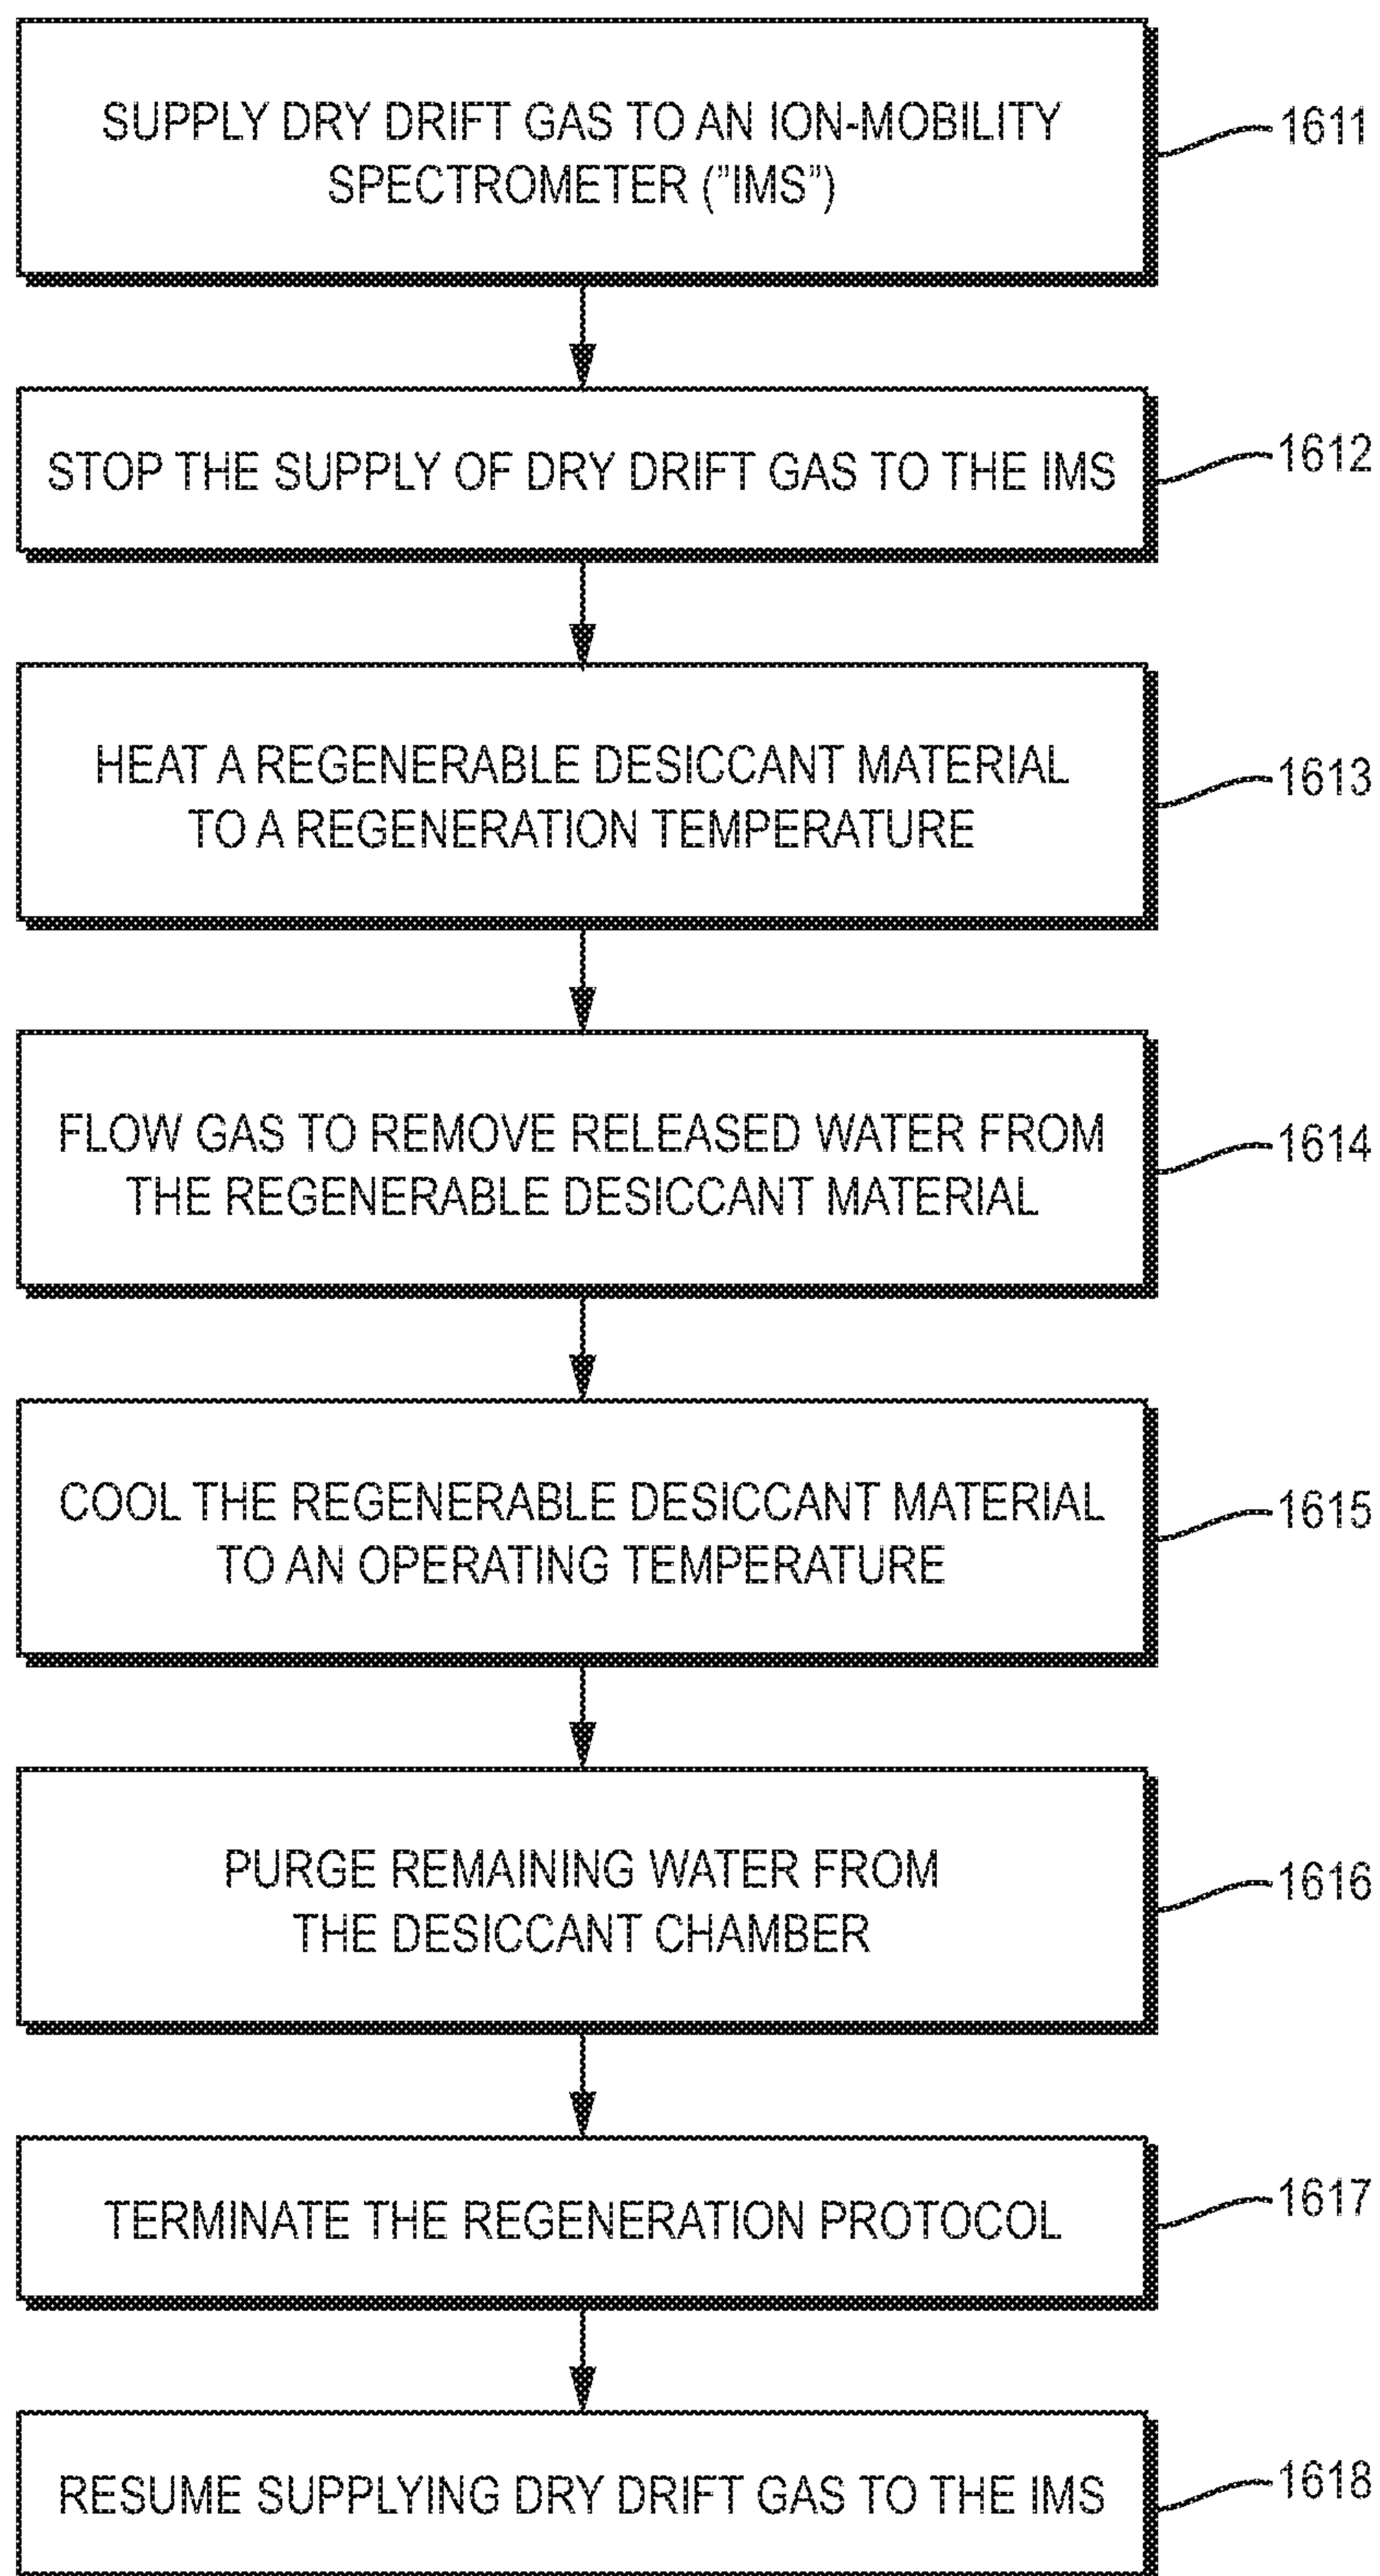 SUPPLY DRY DRIFT GAS TO AN ION-MOBILITY
SPECTROMETER (”IMS”)
1611
STOP THE SUPPLY OF DRY DRIFT GAS TO THE IMS
1612
HEAT A REGENERABLE DESICCANT MATERIAL
TO A REGENERATION TEMPERATURE
1613
FLOW GAS TO REMOVE RELEASED WATER FROM
THE REGENERABLE DESICCANT MATERIAL
1614
COOL THE REGENERABLE DESICCANT MATERIAL
TO AN OPERATING TEMPERATURE
1615
PURGE REMAINING WATER FROM
THE DESICCANT CHAMBER
1616
TERMINATE THE REGENERATION PROTOCOL
1617
RESUME SUPPLYING DRY DRIFT GAS TO THE IMS
1618